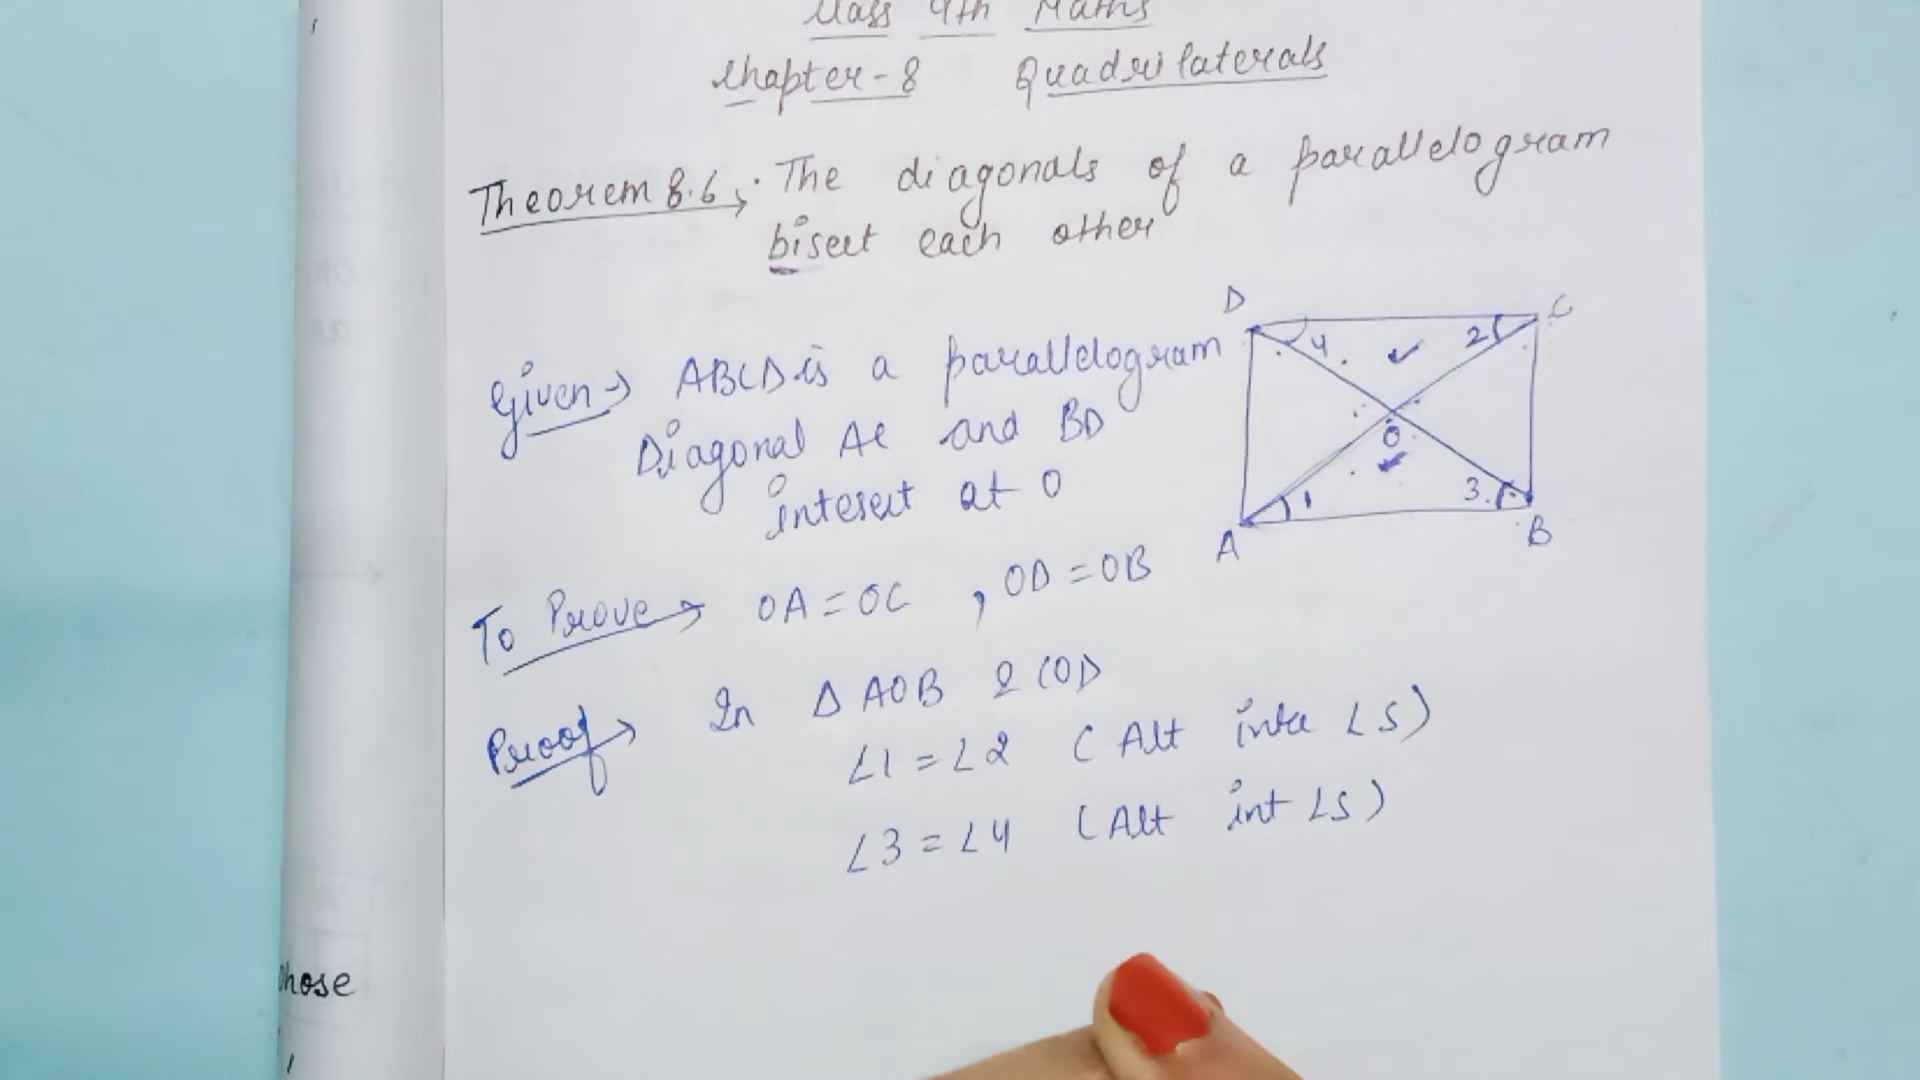 Class 9th Maths
Chapter-8 Quadrilaterals
Theorem 8.6 → The diagonals of a parallelogram
bisect each other
Given → ABCD is a parallelogram
Diagonal AC and BD
intesect at O
To Prove → OA = OC , OD = OB
Proof → In Δ AOB & COD
∠1 = ∠2 (Alt inte ∠S)
∠3 = ∠4 (Alt int ∠S)
D C
4 2
O
1 3
A B
hose